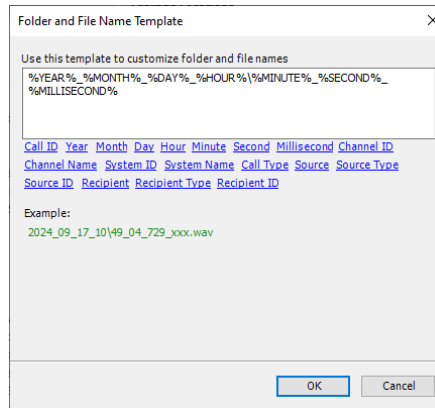 Folder and File Name Template
Use this template to customize folder and file names
%YEAR%_%MONTH%_%DAY%_%HOUR%\%MINUTE%_%SECOND%_
%MILLISECOND%
Call ID Year Month Day Hour Minute Second Millisecond Channel ID
Channel Name System ID System Name Call Type Source Source Type
Source ID Recipient Recipient Type Recipient ID
Example:
2024_09_17_10\49_04_729_xxx.wav
OK Cancel